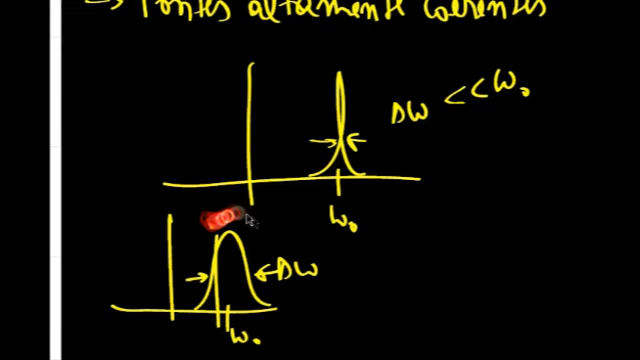 → Fontes altamente coerentes
Δω << ω₀
ω₀
Δω
ω₀